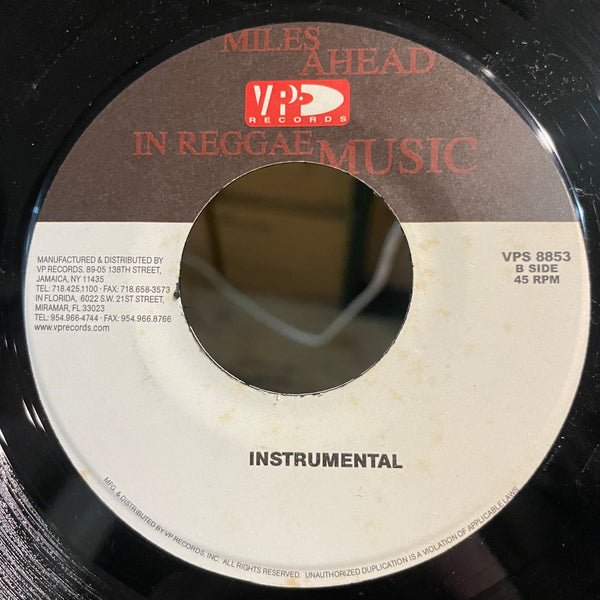 MILES
AHEAD
VP
RECORDS
IN REGGAE MUSIC
MANUFACTURED & DISTRIBUTED BY
VP RECORDS. 89-05 138TH STREET,
JAMAICA, NY 11435
TEL: 718.425.1100 · FAX: 718.658-3573
IN FLORIDA, 6022 S.W. 21ST STREET,
MIRAMAR, FL 33023
TEL: 954.966-4744 · FAX: 954.966.8766
www.vprecords.com
VPS 8853
B SIDE
45 RPM
INSTRUMENTAL
MFG. & DISTRIBUTED BY VP RECORDS, INC. ALL RIGHTS RESERVED. UNAUTHORIZED DUPLICATION IS A VIOLATION OF APPLICABLE LAWS.